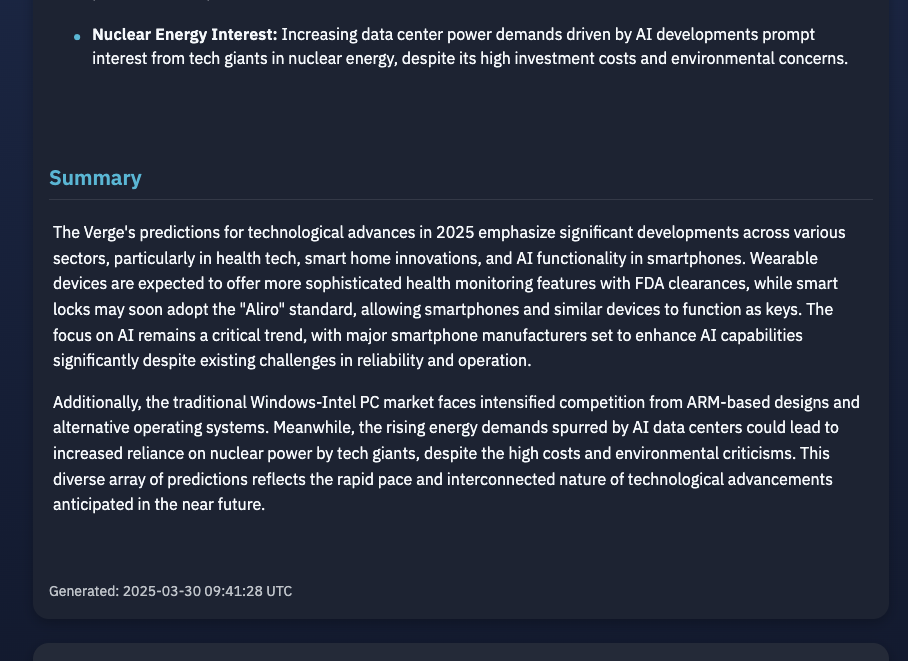 Nuclear Energy Interest: Increasing data center power demands driven by AI developments prompt
interest from tech giants in nuclear energy, despite its high investment costs and environmental concerns.
Summary
The Verge's predictions for technological advances in 2025 emphasize significant developments across various
sectors, particularly in health tech, smart home innovations, and AI functionality in smartphones. Wearable
devices are expected to offer more sophisticated health monitoring features with FDA clearances, while smart
locks may soon adopt the "Aliro" standard, allowing smartphones and similar devices to function as keys. The
focus on AI remains a critical trend, with major smartphone manufacturers set to enhance AI capabilities
significantly despite existing challenges in reliability and operation.
Additionally, the traditional Windows-Intel PC market faces intensified competition from ARM-based designs and
alternative operating systems. Meanwhile, the rising energy demands spurred by AI data centers could lead to
increased reliance on nuclear power by tech giants, despite the high costs and environmental criticisms. This
diverse array of predictions reflects the rapid pace and interconnected nature of technological advancements
anticipated in the near future.
Generated: 2025-03-30 09:41:28 UTC